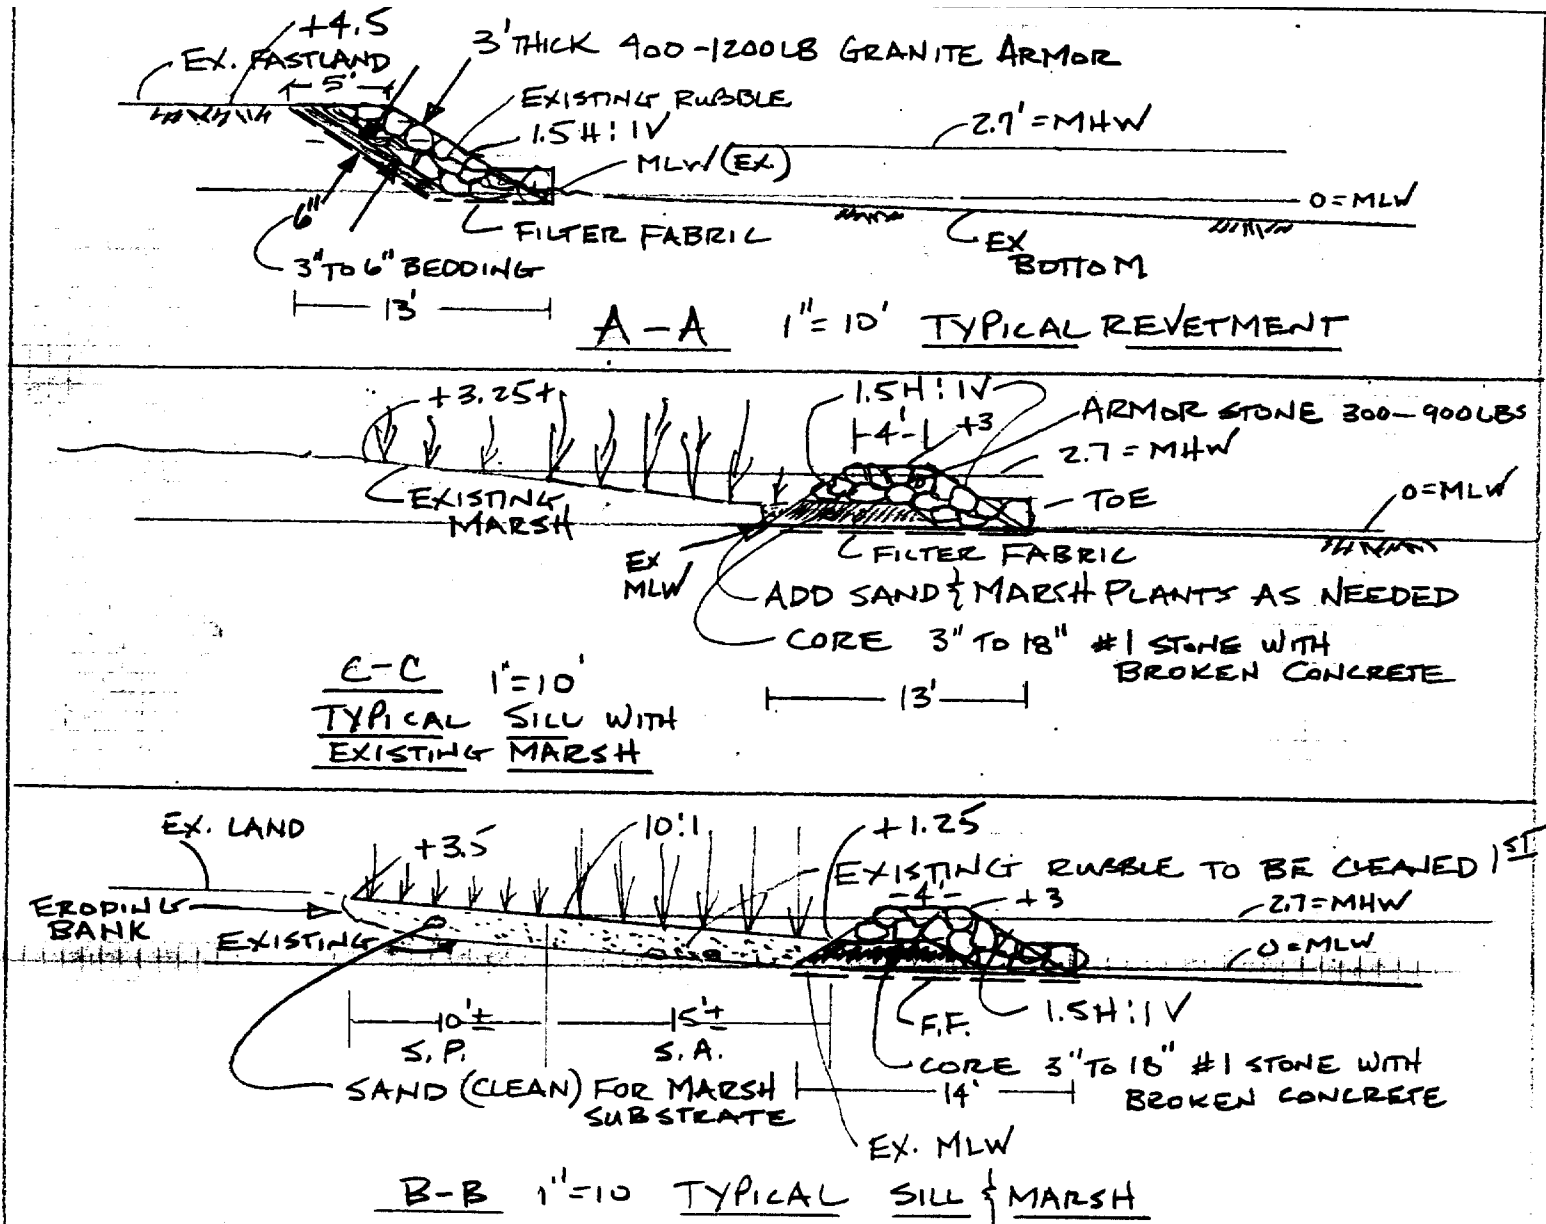 +4.5
EX. FASTLAND
5'
3' THICK 400-1200LB GRANITE ARMOR
EXISTING RUBBLE
1.5H:1V
MLW (EX.)
2.7'=MHW
0=MLW
6"
FILTER FABRIC
EX
BOTTOM
3" TO 6" BEDDING
13'
A-A 1"=10' TYPICAL REVETMENT
+3.25+
1.5H:1V
4'
+3
ARMOR STONE 300-900LBS
2.7=MHW
EXISTING
MARSH
TOE
0=MLW
EX
MLW
FILTER FABRIC
ADD SAND & MARSH PLANTS AS NEEDED
CORE 3" TO 18" #1 STONE WITH
BROKEN CONCRETE
13'
C-C 1"=10'
TYPICAL SILL WITH
EXISTING MARSH
EX. LAND
+3.5
10:1
+1.25
EXISTING RUBBLE TO BE CLEANED 1ST
4'
+3
2.7=MHW
ERODING
BANK
EXISTING
0=MLW
10'±
S.P.
15'±
S.A.
F.F.
1.5H:1V
SAND (CLEAN) FOR MARSH
SUBSTRATE
CORE 3" TO 18" #1 STONE WITH
BROKEN CONCRETE
14'
EX. MLW
B-B 1"=10 TYPICAL SILL & MARSH